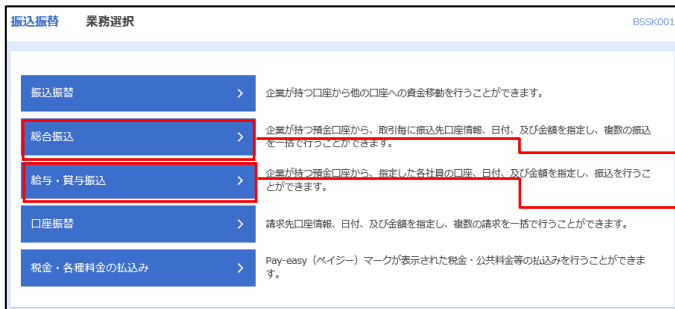 振込振替 業務選択 BSSK001
振込振替
企業が持つ口座から他の口座への資金移動を行うことができます。
総合振込
企業が持つ預金口座から、取引毎に振込先口座情報、日付、及び金額を指定し、複数の振込
を一括で行うことができます。
給与・賞与振込
企業が持つ預金口座から、指定した各社員の口座、日付、及び金額を指定し、振込を行うこ
とができます。
口座振替
請求先口座情報、日付、及び金額を指定し、複数の請求を一括で行うことができます。
税金・各種料金の払込み
Pay-easy（ペイジー）マークが表示された税金・公共料金等の払込みを行うことができま
す。